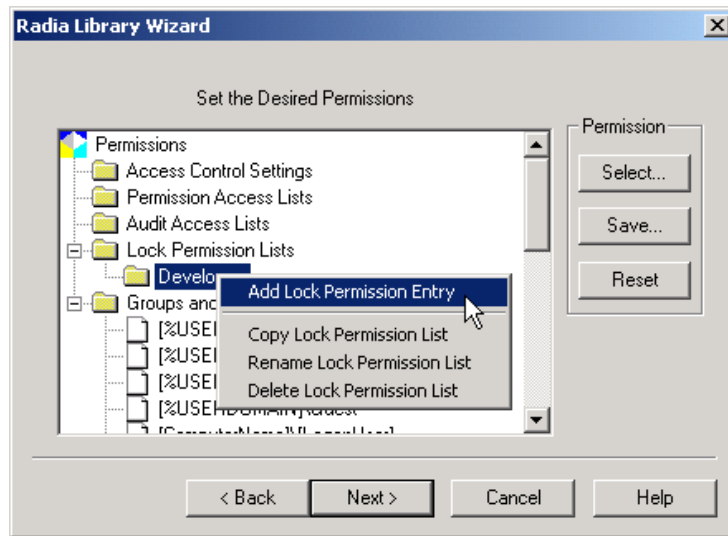 Radia Library Wizard
Set the Desired Permissions
Permissions
Access Control Settings
Permission Access Lists
Audit Access Lists
Lock Permission Lists
Groups and
Add Lock Permission Entry
Copy Lock Permission List
Rename Lock Permission List
Delete Lock Permission List
Permission
Select...
Save...
Reset
< Back
Next >
Cancel
Help